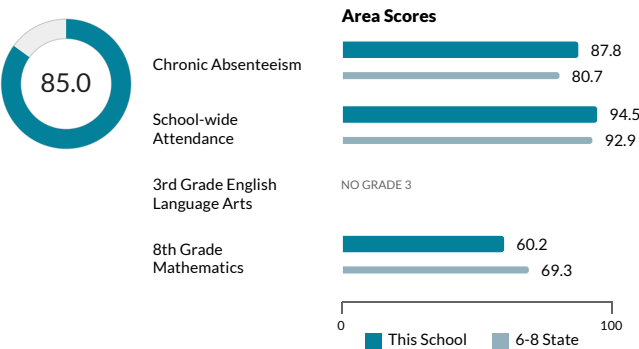 Area Scores
85.0
Chronic Absenteeism
87.8
80.7
School-wide
Attendance
94.5
92.9
3rd Grade English
Language Arts
NO GRADE 3
8th Grade
Mathematics
60.2
69.3
0
100
This School
6-8 State